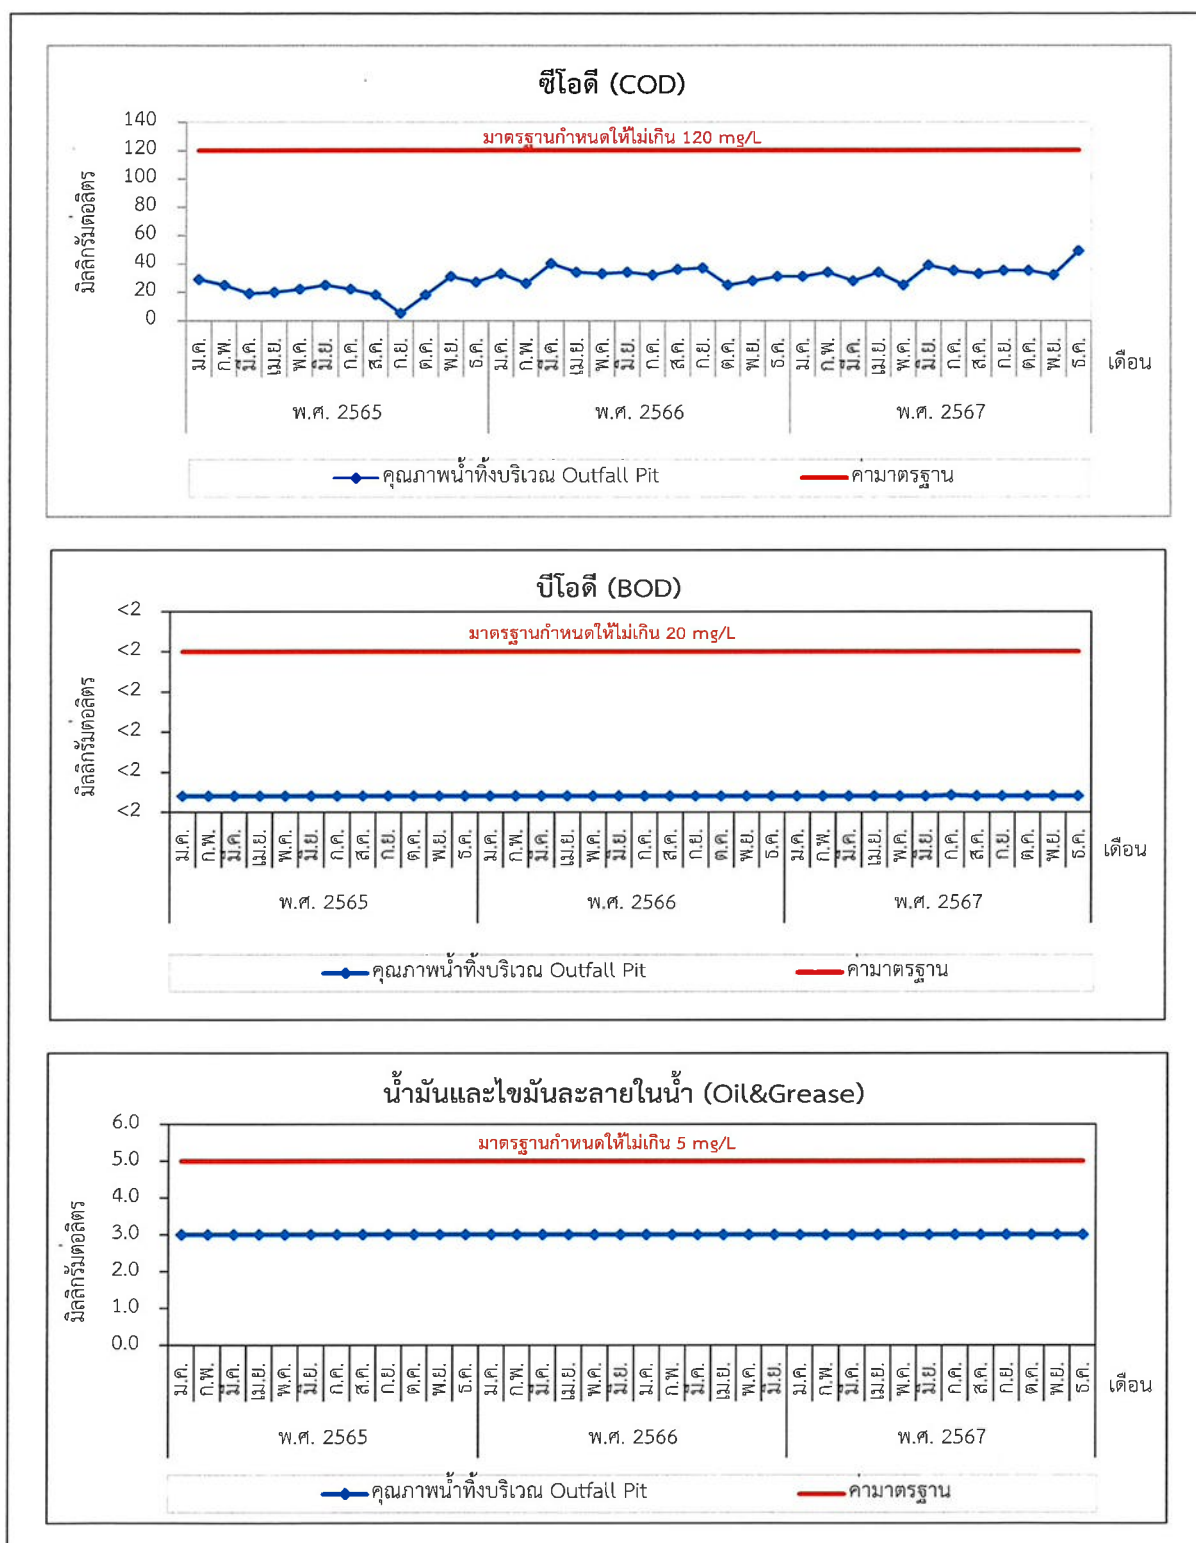 ซีโอดี (COD)
มาตรฐานกำหนดให้ไม่เกิน 120 mg/L
มิลลิกรัมต่อลิตร
140
120
100
80
60
40
20
0
ม.ค. ก.พ. มี.ค. เม.ย. พ.ค. มิ.ย. ก.ค. ส.ค. ก.ย. ต.ค. พ.ย. ธ.ค. ม.ค. ก.พ. มี.ค. เม.ย. พ.ค. มิ.ย. ก.ค. ส.ค. ก.ย. ต.ค. พ.ย. ธ.ค. ม.ค. ก.พ. มี.ค. เม.ย. พ.ค. มิ.ย. ก.ค. ส.ค. ก.ย. ต.ค. พ.ย. ธ.ค. เดือน
พ.ศ. 2565 พ.ศ. 2566 พ.ศ. 2567
คุณภาพน้ำทิ้งบริเวณ Outfall Pit ค่ามาตรฐาน
บีโอดี (BOD)
มาตรฐานกำหนดให้ไม่เกิน 20 mg/L
มิลลิกรัมต่อลิตร
<2
<2
<2
<2
<2
<2
ม.ค. ก.พ. มี.ค. เม.ย. พ.ค. มิ.ย. ก.ค. ส.ค. ก.ย. ต.ค. พ.ย. ธ.ค. ม.ค. ก.พ. มี.ค. เม.ย. พ.ค. มิ.ย. ก.ค. ส.ค. ก.ย. ต.ค. พ.ย. ธ.ค. ม.ค. ก.พ. มี.ค. เม.ย. พ.ค. มิ.ย. ก.ค. ส.ค. ก.ย. ต.ค. พ.ย. ธ.ค. เดือน
พ.ศ. 2565 พ.ศ. 2566 พ.ศ. 2567
คุณภาพน้ำทิ้งบริเวณ Outfall Pit ค่ามาตรฐาน
น้ำมันและไขมันละลายในน้ำ (Oil&Grease)
มาตรฐานกำหนดให้ไม่เกิน 5 mg/L
มิลลิกรัมต่อลิตร
6.0
5.0
4.0
3.0
2.0
1.0
0.0
ม.ค. ก.พ. มี.ค. เม.ย. พ.ค. มิ.ย. ก.ค. ส.ค. ก.ย. ต.ค. พ.ย. ธ.ค. ม.ค. ก.พ. มี.ค. เม.ย. พ.ค. มิ.ย. ม.ค. ก.พ. มี.ค. เม.ย. พ.ค. มิ.ย. ม.ค. ก.พ. มี.ค. เม.ย. พ.ค. มิ.ย. ก.ค. ส.ค. ก.ย. ต.ค. พ.ย. ธ.ค. เดือน
พ.ศ. 2565 พ.ศ. 2566 พ.ศ. 2567
คุณภาพน้ำทิ้งบริเวณ Outfall Pit ค่ามาตรฐาน